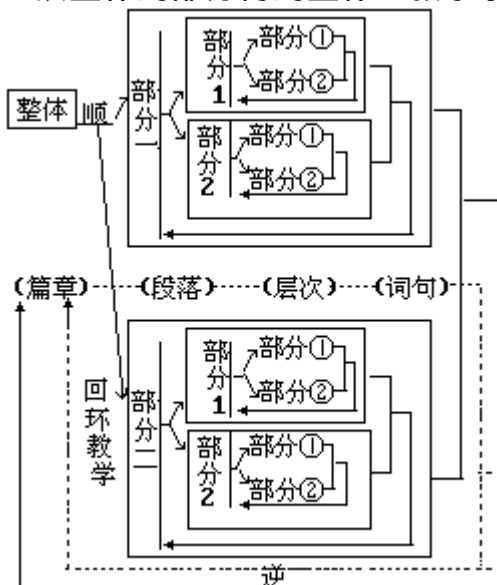 部分一
部分1
部分①
部分②
整体
顺
部分2
部分①
部分②
(篇章)
(段落)
(层次)
(词句)
回环教学
部分二
部分1
部分①
部分②
部分2
部分①
部分②
逆